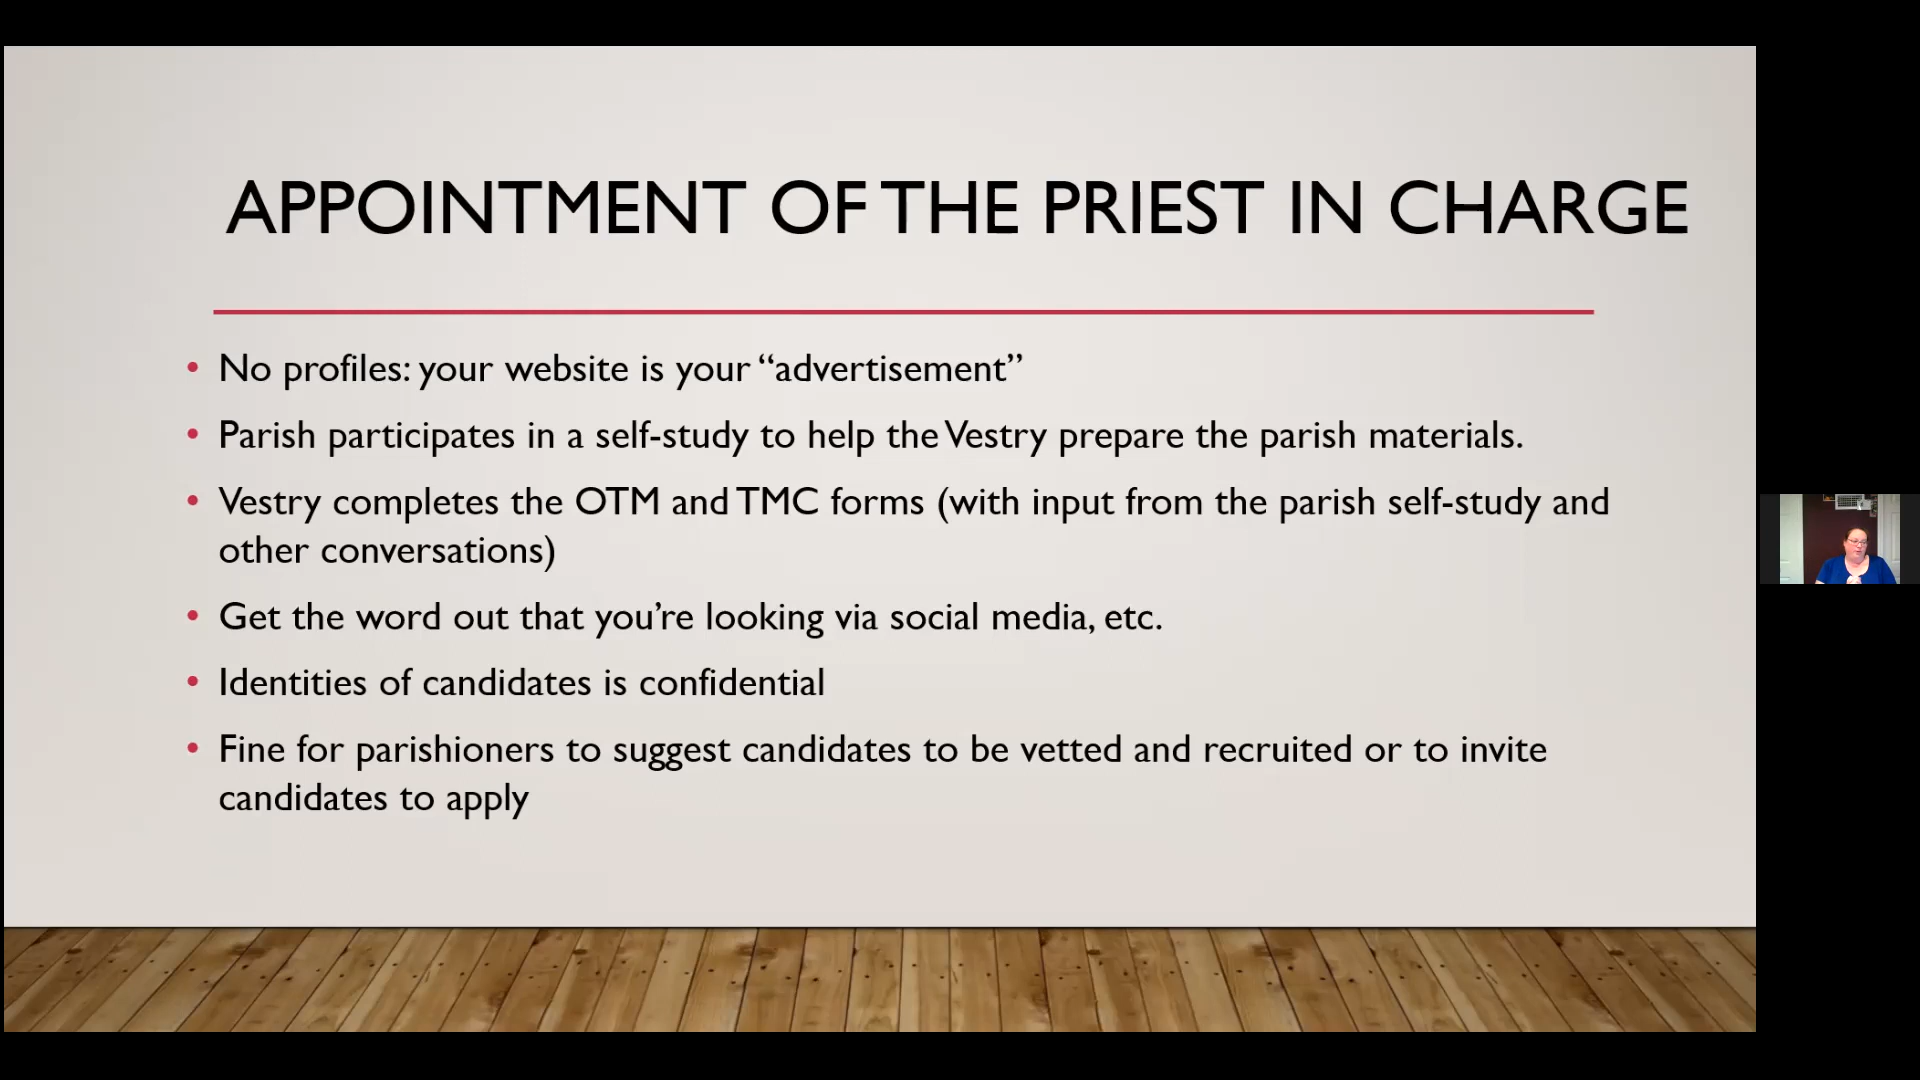 APPOINTMENT OF THE PRIEST IN CHARGE
• No profiles: your website is your “advertisement”
• Parish participates in a self-study to help the Vestry prepare the parish materials.
• Vestry completes the OTM and TMC forms (with input from the parish self-study and
other conversations)
• Get the word out that you’re looking via social media, etc.
• Identities of candidates is confidential
• Fine for parishioners to suggest candidates to be vetted and recruited or to invite
candidates to apply